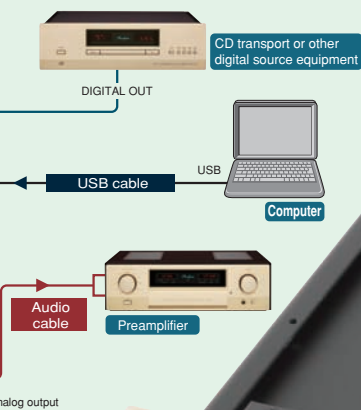 CD transport or other
digital source equipment
DIGITAL OUT
USB
USB cable
Computer
Audio
cable
Preamplifier
nalog output